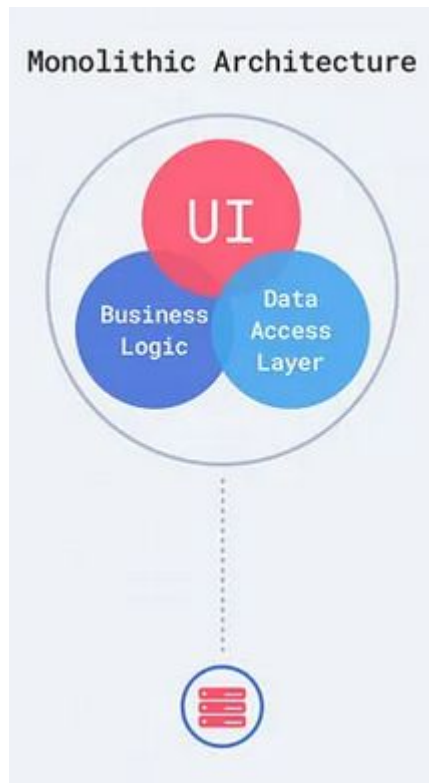 Monolithic Architecture
UI
Business
Logic
Data
Access
Layer